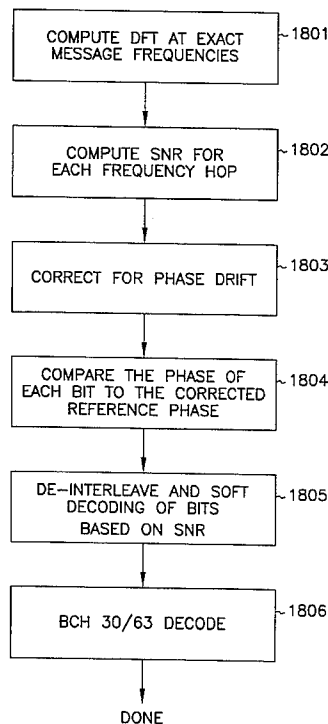 COMPUTE DFT AT EXACT
MESSAGE FREQUENCIES
1801
COMPUTE SNR FOR
EACH FREQUENCY HOP
1802
CORRECT FOR PHASE DRIFT
1803
COMPARE THE PHASE OF
EACH BIT TO THE CORRECTED
REFERENCE PHASE
1804
DE-INTERLEAVE AND SOFT
DECODING OF BITS
BASED ON SNR
1805
BCH 30/63 DECODE
1806
DONE